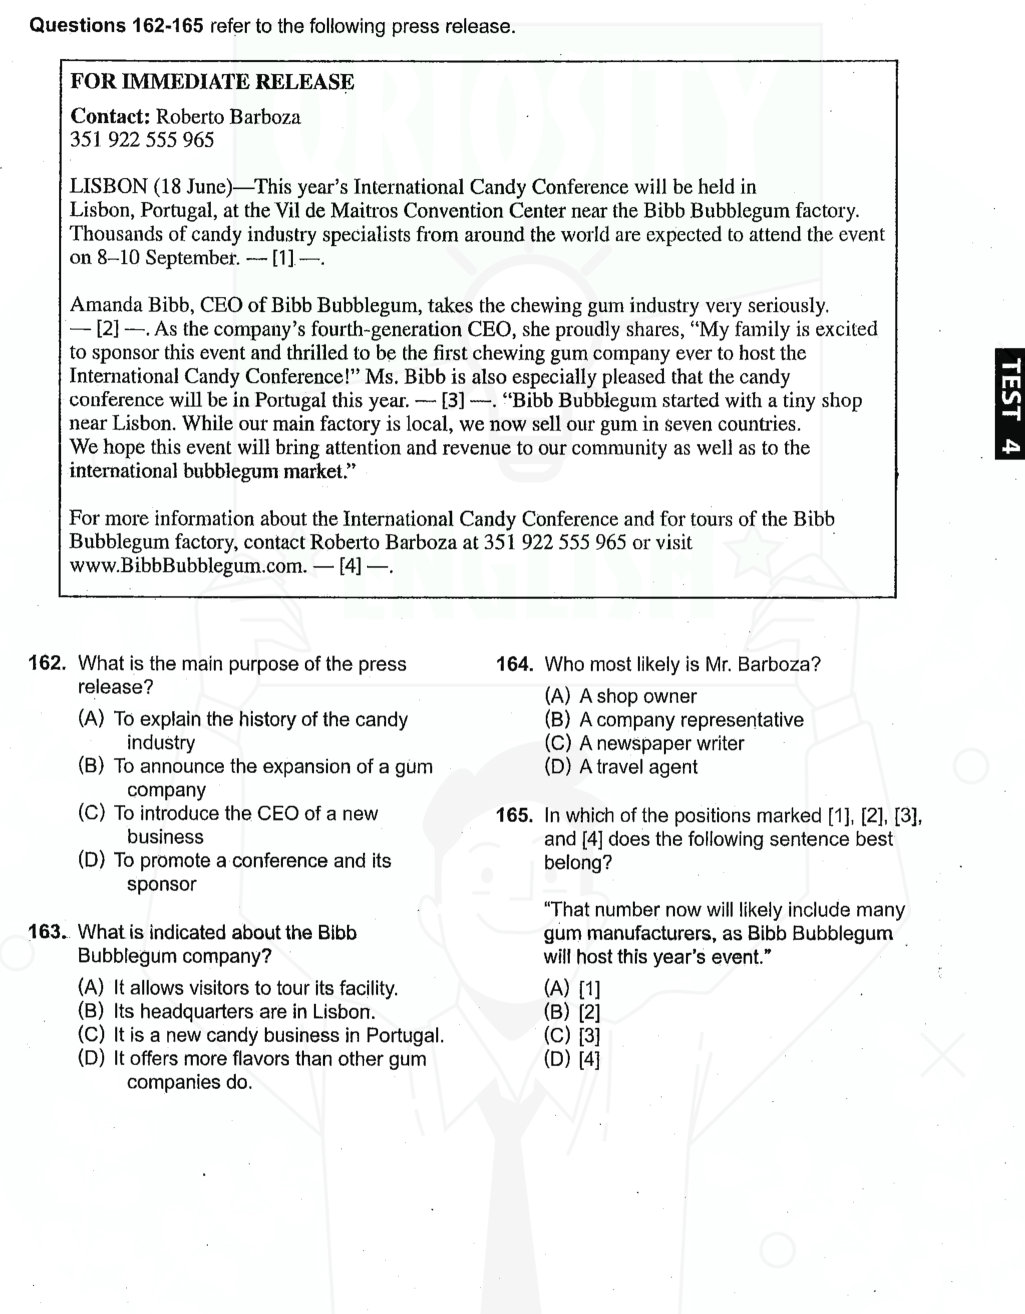 Questions 162-165 refer to the following press release.
FOR IMMEDIATE RELEASE
Contact: Roberto Barboza
351 922 555 965
LISBON (18 June)—This year's International Candy Conference will be held in
Lisbon, Portugal, at the Vil de Maitros Convention Center near the Bibb Bubblegum factory.
Thousands of candy industry specialists from around the world are expected to attend the event
on 8–10 September. — [1] —.
Amanda Bibb, CEO of Bibb Bubblegum, takes the chewing gum industry very seriously.
— [2] —. As the company's fourth-generation CEO, she proudly shares, “My family is excited
to sponsor this event and thrilled to be the first chewing gum company ever to host the
International Candy Conference!” Ms. Bibb is also especially pleased that the candy
conference will be in Portugal this year. — [3] —. “Bibb Bubblegum started with a tiny shop
near Lisbon. While our main factory is local, we now sell our gum in seven countries.
We hope this event will bring attention and revenue to our community as well as to the
international bubblegum market.”
For more information about the International Candy Conference and for tours of the Bibb
Bubblegum factory, contact Roberto Barboza at 351 922 555 965 or visit
www.BibbBubblegum.com. — [4] —.
TEST 4
162. What is the main purpose of the press
release?
(A) To explain the history of the candy
industry
(B) To announce the expansion of a gum
company
(C) To introduce the CEO of a new
business
(D) To promote a conference and its
sponsor
163. What is indicated about the Bibb
Bubblegum company?
(A) It allows visitors to tour its facility.
(B) Its headquarters are in Lisbon.
(C) It is a new candy business in Portugal.
(D) It offers more flavors than other gum
companies do.
164. Who most likely is Mr. Barboza?
(A) A shop owner
(B) A company representative
(C) A newspaper writer
(D) A travel agent
165. In which of the positions marked [1], [2], [3],
and [4] does the following sentence best
belong?
“That number now will likely include many
gum manufacturers, as Bibb Bubblegum
will host this year's event.”
(A) [1]
(B) [2]
(C) [3]
(D) [4]
ENGLISH